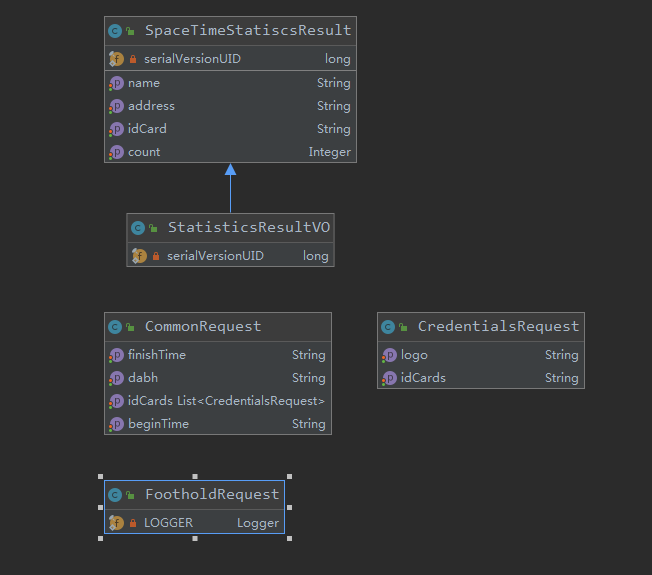 SpaceTimeStatiscsResult
serialVersionUID long
name String
address String
idCard String
count Integer
StatisticsResultVO
serialVersionUID long
CommonRequest
finishTime String
dabh String
idCards List<CredentialsRequest>
beginTime String
CredentialsRequest
logo String
idCards String
FootholdRequest
LOGGER Logger